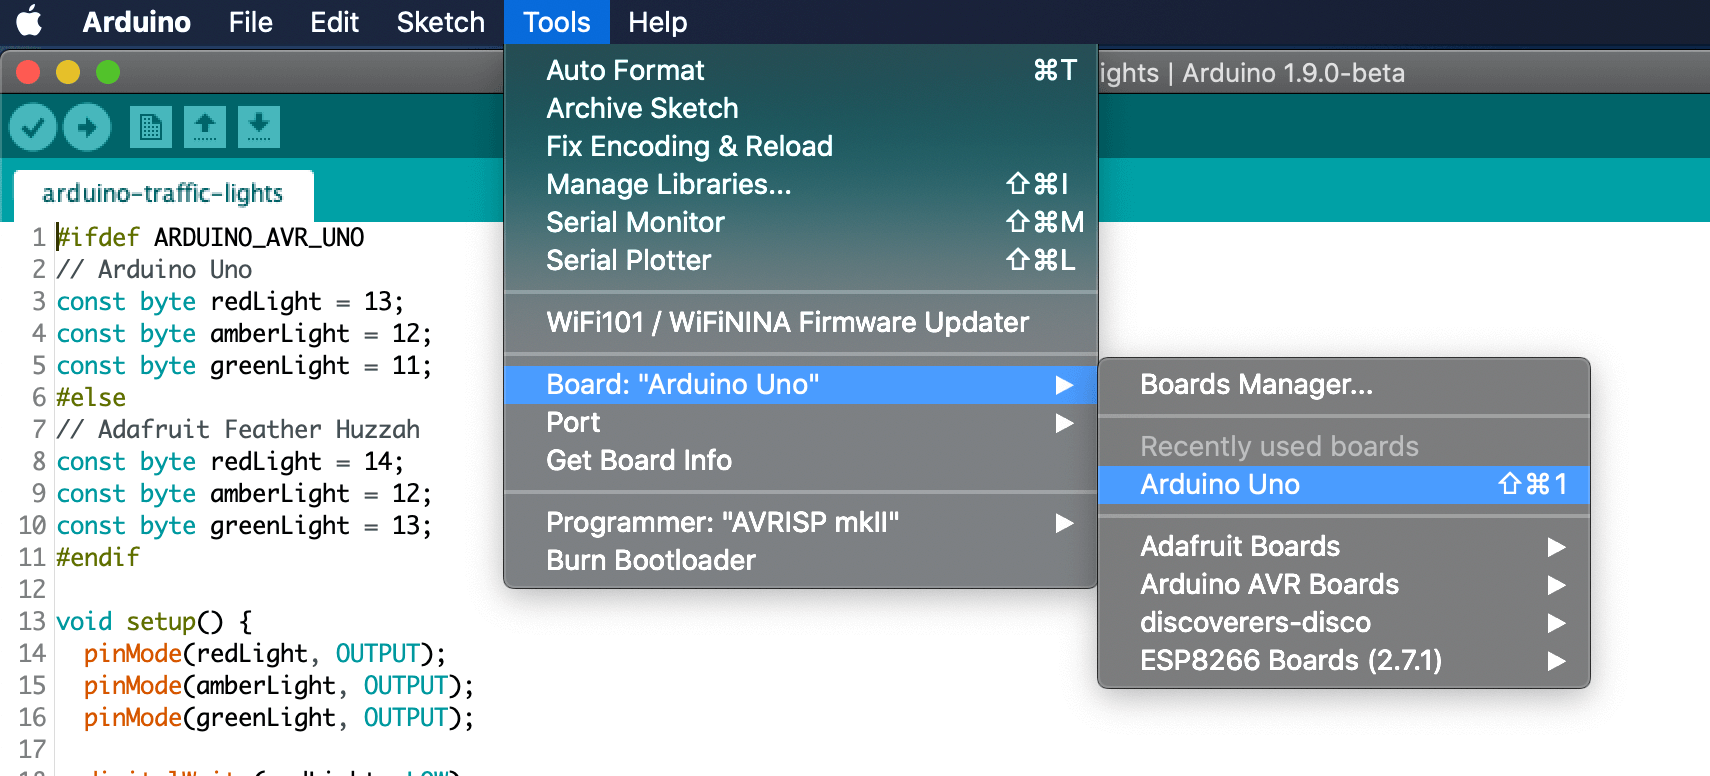 Arduino File Edit Sketch Tools Help
ights | Arduino 1.9.0-beta
arduino-traffic-lights
1 #ifdef ARDUINO_AVR_UNO
2 // Arduino Uno
3 const byte redLight = 13;
4 const byte amberLight = 12;
5 const byte greenLight = 11;
6 #else
7 // Adafruit Feather Huzzah
8 const byte redLight = 14;
9 const byte amberLight = 12;
10 const byte greenLight = 13;
11 #endif
12
13 void setup() {
14 pinMode(redLight, OUTPUT);
15 pinMode(amberLight, OUTPUT);
16 pinMode(greenLight, OUTPUT);
17
Auto Format ⌘T
Archive Sketch
Fix Encoding & Reload
Manage Libraries... ⇧⌘I
Serial Monitor ⇧⌘M
Serial Plotter ⇧⌘L
WiFi101 / WiFiNINA Firmware Updater
Board: "Arduino Uno" ▶
Port ▶
Get Board Info
Programmer: "AVRISP mkII" ▶
Burn Bootloader
Boards Manager...
Recently used boards
Arduino Uno ⇧⌘1
Adafruit Boards ▶
Arduino AVR Boards ▶
discoverers-disco ▶
ESP8266 Boards (2.7.1) ▶